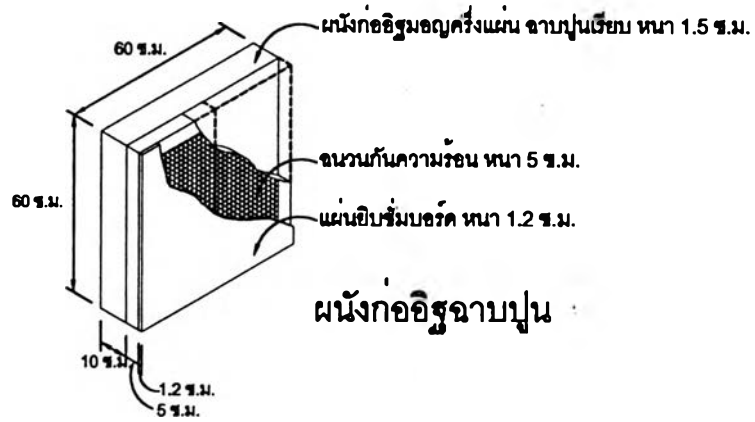 ผนังก่ออิฐมอญครึ่งแผ่น ฉาบปูนเรียบ หนา 1.5 ซ.ม.
60 ซ.ม.
ฉนวนกันความร้อน หนา 5 ซ.ม.
60 ซ.ม.
แผ่นยิบซั่มบอร์ด หนา 1.2 ซ.ม.
ผนังก่ออิฐฉาบปูน
10 ซ.ม.
1.2 ซ.ม.
5 ซ.ม.